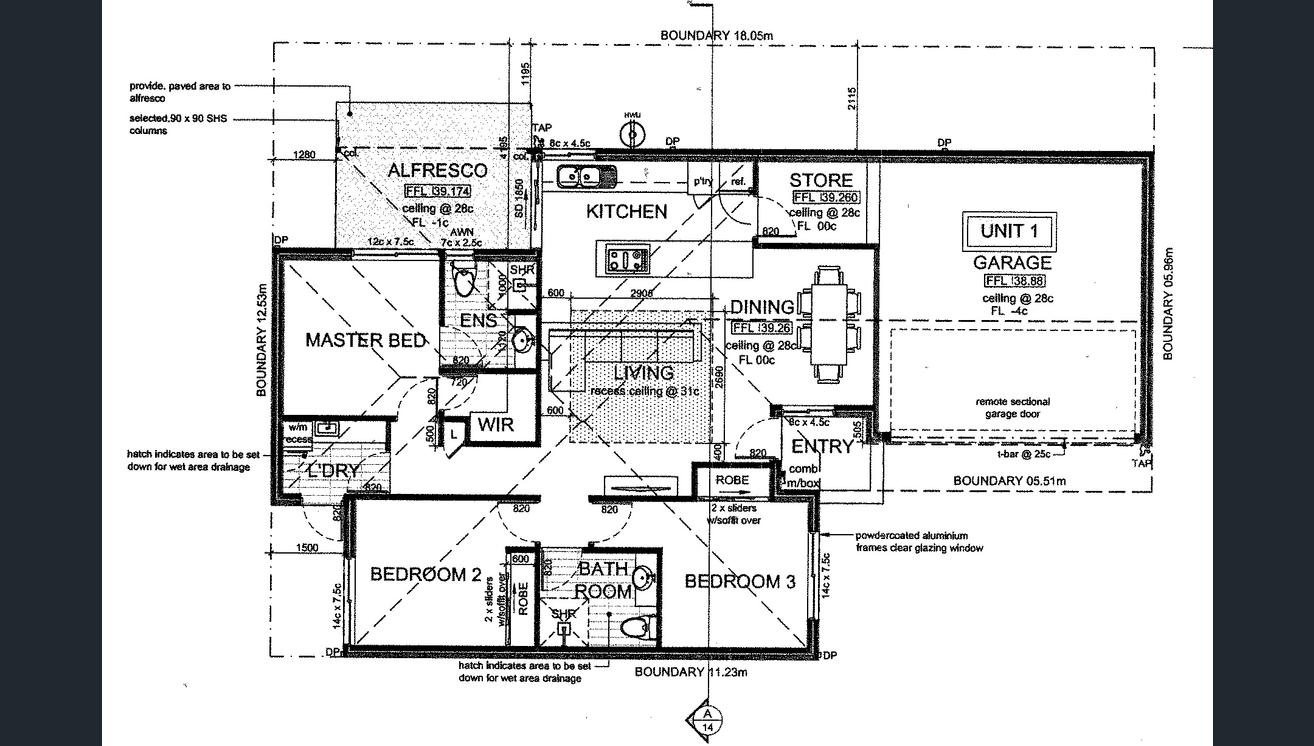 BOUNDARY 18.05m
provide. paved area to
alfresco
selected.90 x 90 SHS
columns
1195
2115
4195
1280
col.
col.
TAP
HWU
DP
DP
8c x 4.5c
ALFRESCO
FFL 39.174
ceiling @ 28c
FL -1c
SD 1850
KITCHEN
p'try
ref.
STORE
FFL 39.260
ceiling @ 28c
FL 00c
820
UNIT 1
GARAGE
FFL 38.88
ceiling @ 28c
FL -4c
DP
12c x 7.5c
AWN
7c x 2.5c
SHR
1000
600
2908
BOUNDARY 12.53m
BOUNDARY 05.96m
MASTER BED
ENS
820
720
820
DINING
FFL 39.26
ceiling @ 28c
FL 00c
LIVING
recess ceiling @ 31c
2690
600
remote sectional
garage door
WIR
500
L
w/m
recess
L'DRY
820
820
hatch indicates area to be set
down for wet area drainage
8c x 4.5c
505
ENTRY
820
400
comb
m/box
t-bar @ 25c
TAP
BOUNDARY 05.51m
ROBE
2 x sliders
w/soffit over
820
820
1500
BEDROOM 2
14c x 7.5c
2 x sliders
w/soffit over
600
ROBE
820
BATH
ROOM
SHR
BEDROOM 3
14c x 7.5c
powdercoated aluminium
frames clear glazing window
DP
DP
hatch indicates area to be set
down for wet area drainage
BOUNDARY 11.23m
A
14